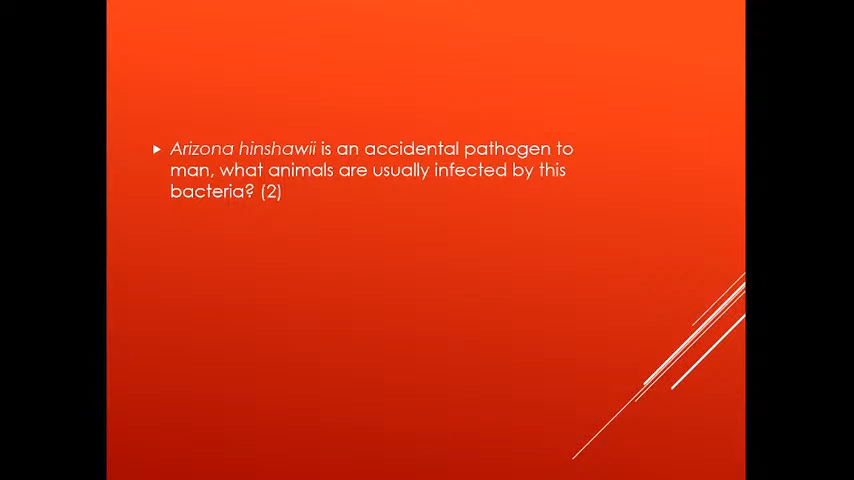 Arizona hinshawii is an accidental pathogen to
man, what animals are usually infected by this
bacteria? (2)